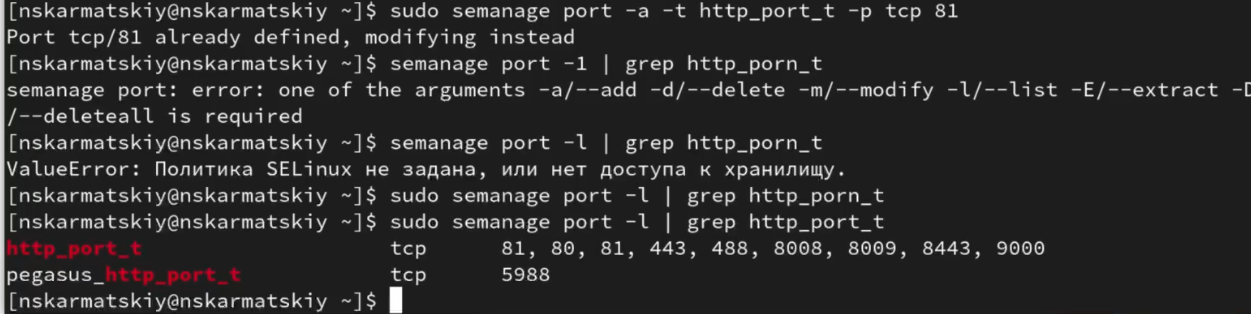 [nskarmatskiy@nskarmatskiy ~]$ sudo semanage port -a -t http_port_t -p tcp 81
Port tcp/81 already defined, modifying instead
[nskarmatskiy@nskarmatskiy ~]$ semanage port -1 | grep http_porn_t
semanage port: error: one of the arguments -a/--add -d/--delete -m/--modify -l/--list -E/--extract -D
/--deleteall is required
[nskarmatskiy@nskarmatskiy ~]$ semanage port -l | grep http_porn_t
ValueError: Политика SELinux не задана, или нет доступа к хранилищу.
[nskarmatskiy@nskarmatskiy ~]$ sudo semanage port -l | grep http_porn_t
[nskarmatskiy@nskarmatskiy ~]$ sudo semanage port -l | grep http_port_t
http_port_t tcp 81, 80, 81, 443, 488, 8008, 8009, 8443, 9000
pegasus_http_port_t tcp 5988
[nskarmatskiy@nskarmatskiy ~]$